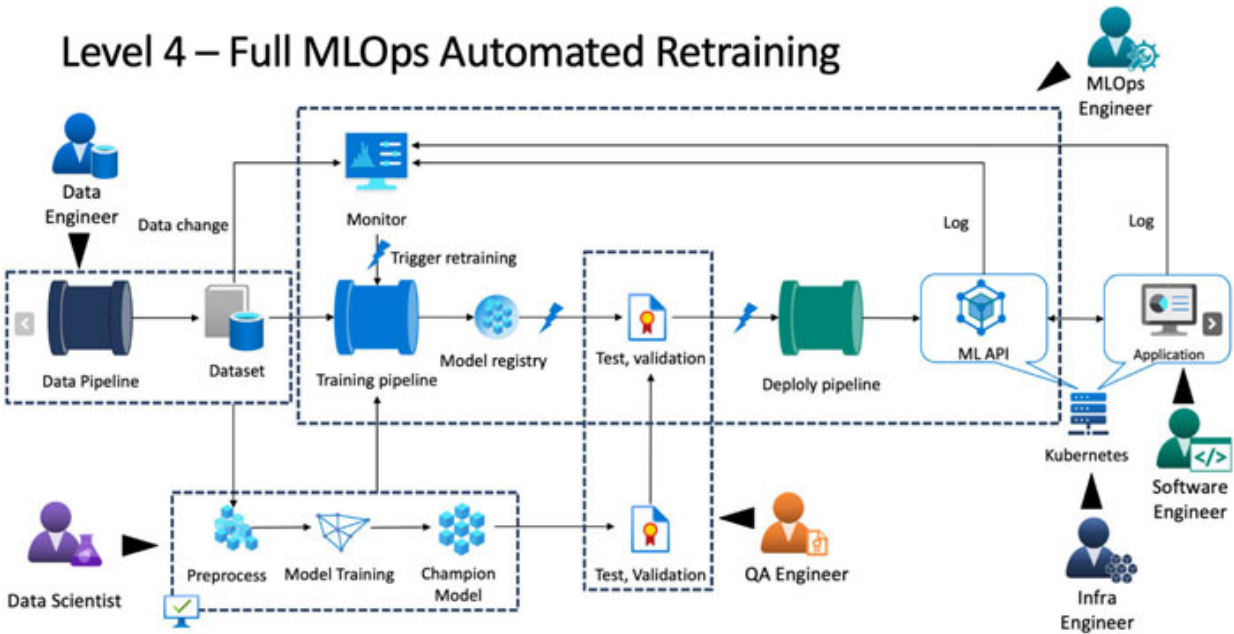 Level 4 – Full MLOps Automated Retraining
MLOps
Engineer
Data
Engineer
Data change
Monitor
Log
Log
Trigger retraining
Data Pipeline
Dataset
Training pipeline
Model registry
Test, validation
Deploly pipeline
ML API
Application
Kubernetes
</>
Software
Engineer
Data Scientist
Preprocess
Model Training
Champion
Model
Test, Validation
QA Engineer
Infra
Engineer